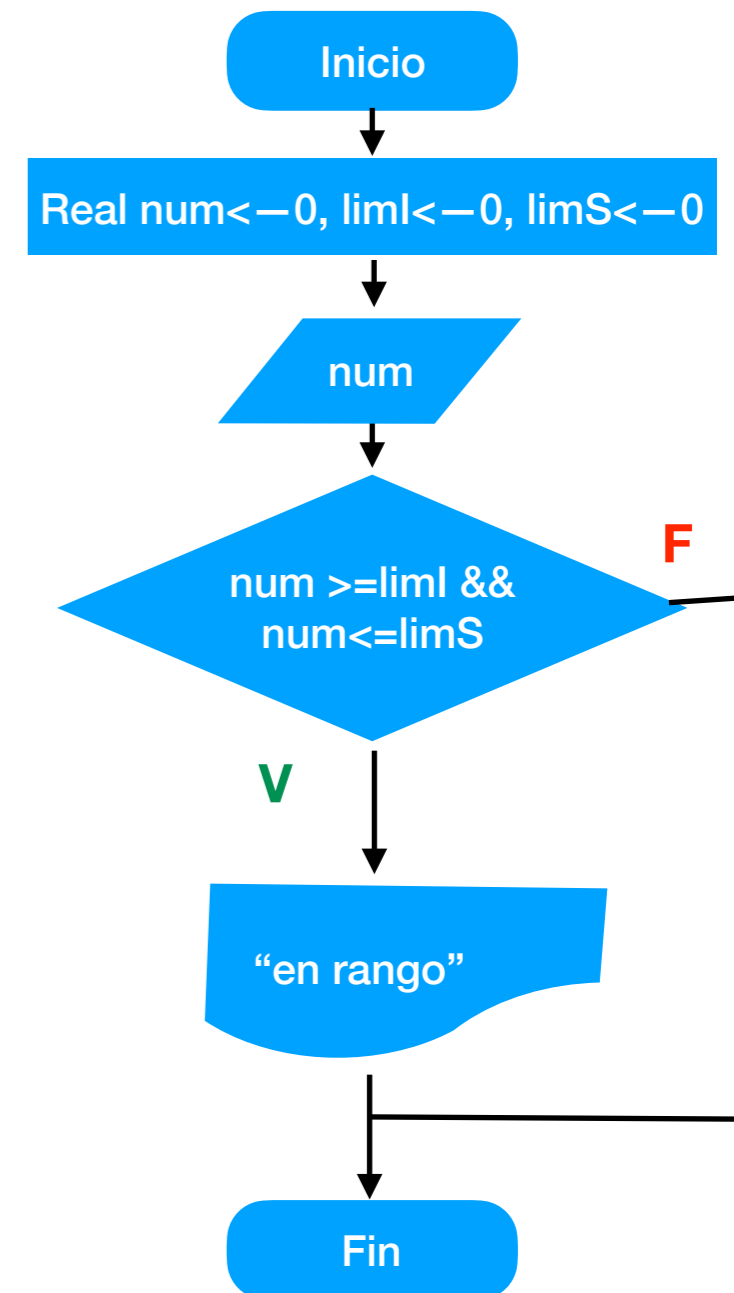 Inicio
Real num<—0, limI<—0, limS<—0
num
F
num >=limI &&
num<=limS
V
“en rango”
Fin